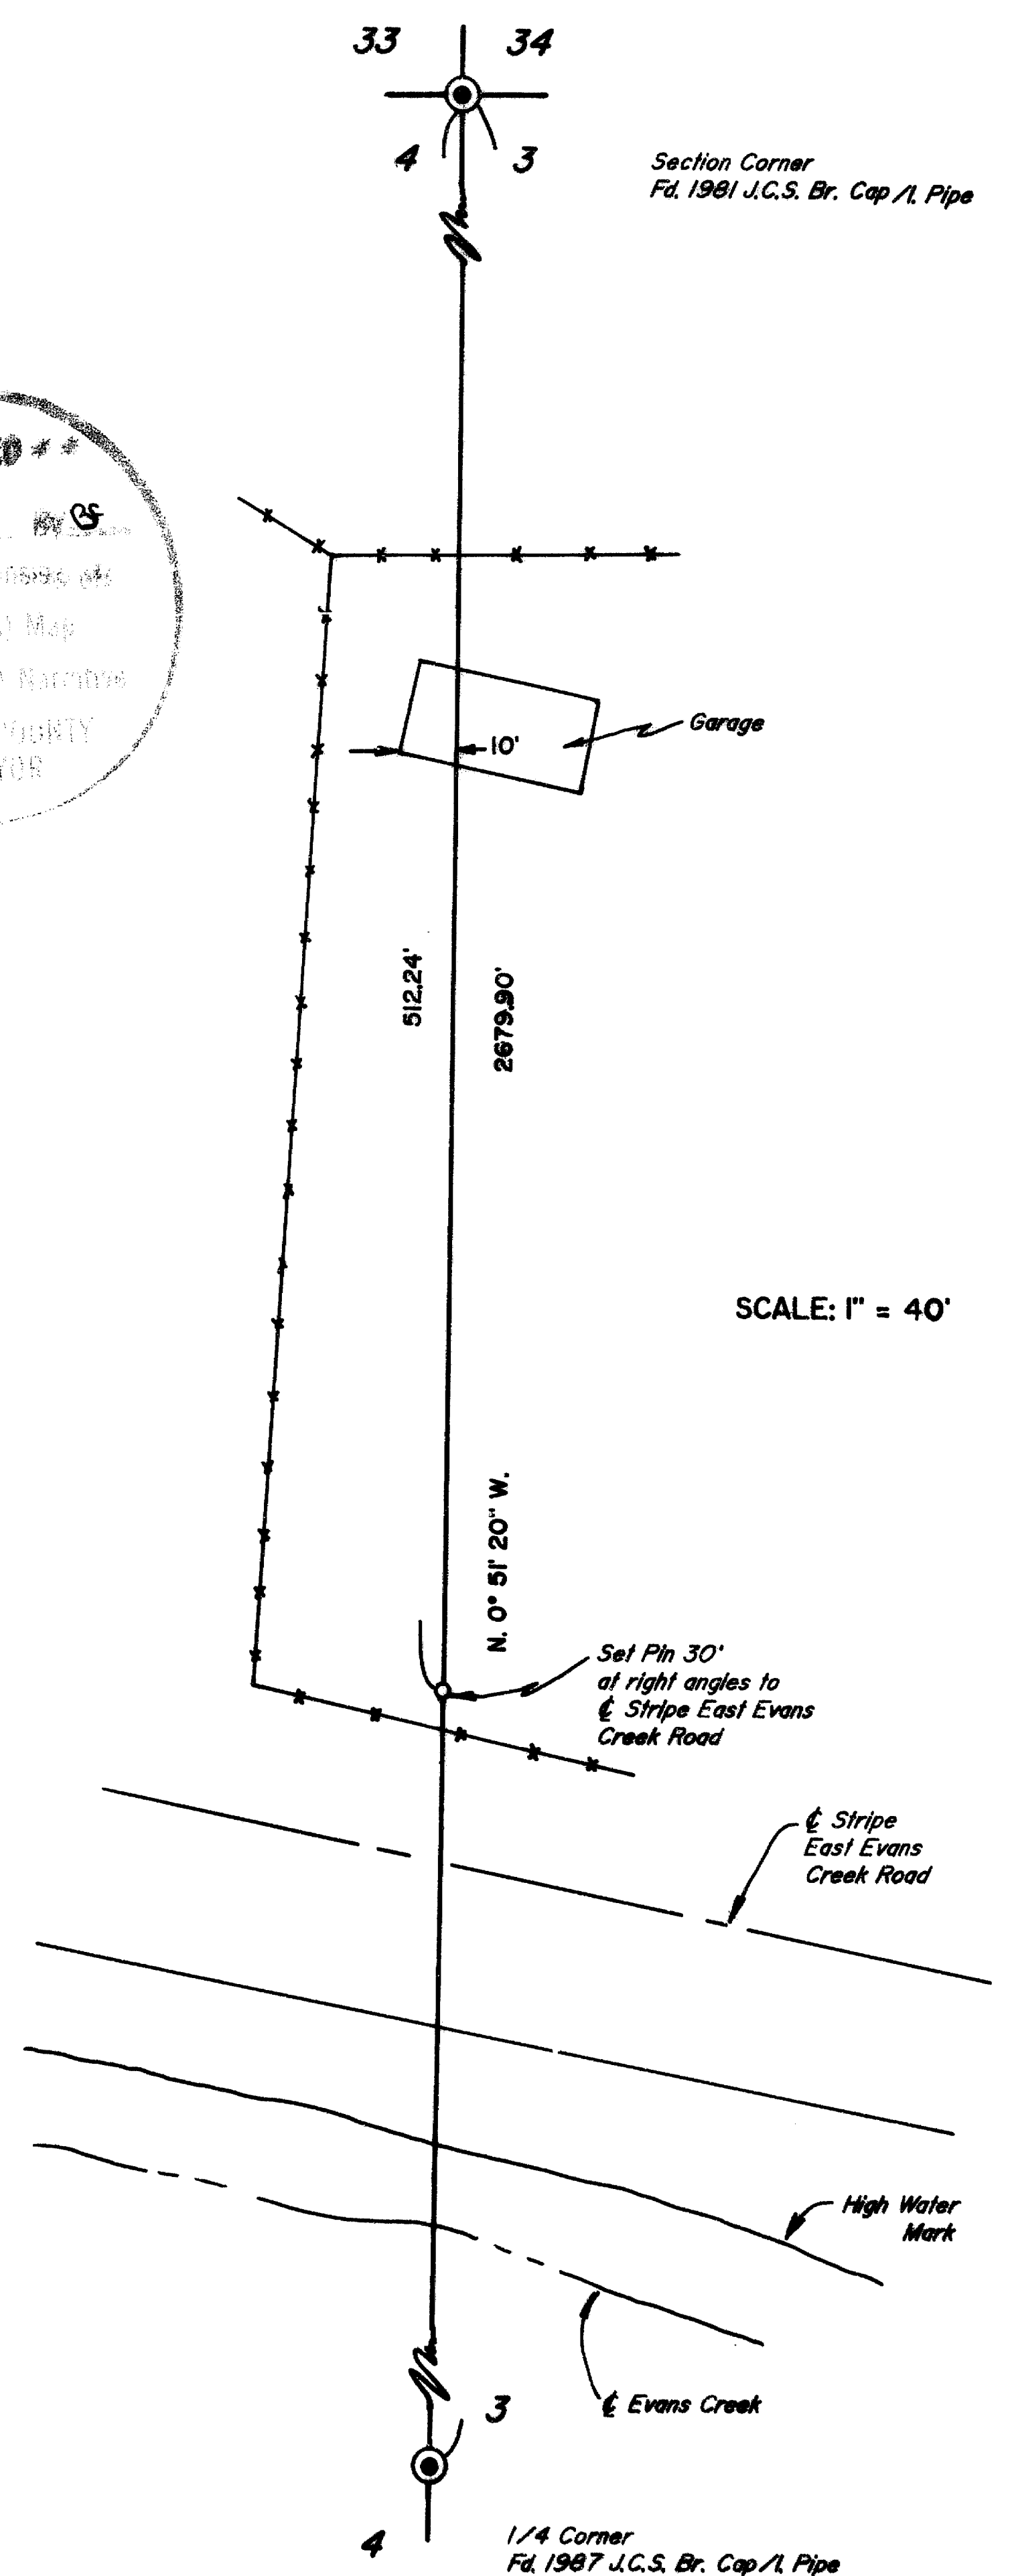 33 34
4 3
Section Corner
Fd. 1981 J.C.S. Br. Cap /I. Pipe
By BS
Map
Narrative
COUNTY
Garage
10'
512.24'
2679.90'
SCALE: 1" = 40'
N. 0° 51' 20" W.
Set Pin 30'
at right angles to
℄ Stripe East Evans
Creek Road
℄ Stripe
East Evans
Creek Road
High Water
Mark
℄ Evans Creek
3
4
1/4 Corner
Fd. 1987 J.C.S. Br. Cap /I. Pipe